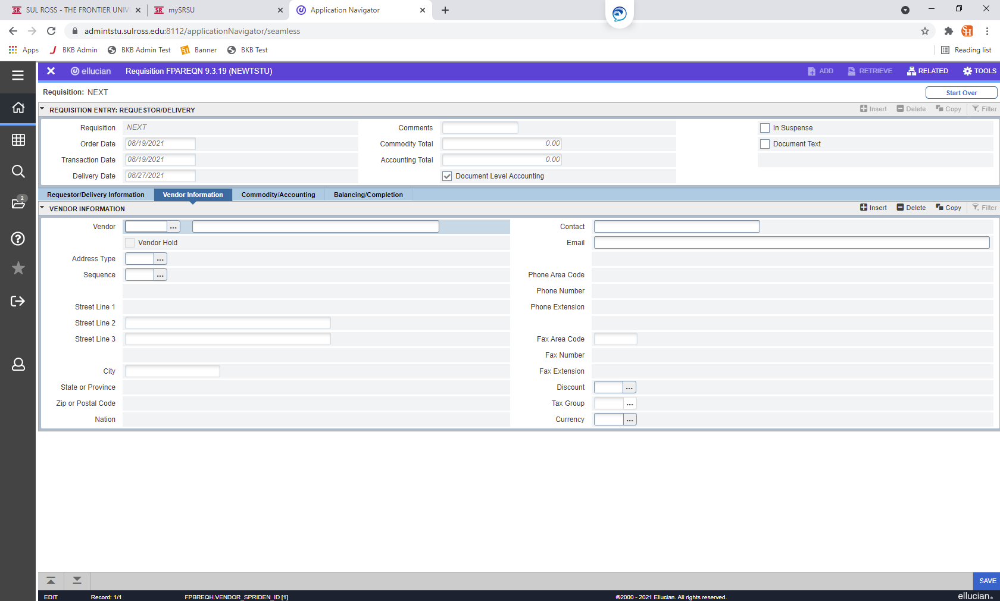 SUL ROSS - THE FRONTIER UNIV
mySRSU
Application Navigator
admintstu.sulross.edu:8112/applicationNavigator/seamless
Apps
BKB Admin
BKB Admin Test
Banner
BKB Test
Reading list
ellucian
Requisition FPAREQN 9.3.19 (NEWTSTU)
ADD
RETRIEVE
RELATED
TOOLS
Requisition: NEXT
Start Over
REQUISITION ENTRY: REQUESTOR/DELIVERY
Insert
Delete
Copy
Filter
Requisition NEXT
Comments
In Suspense
Order Date 08/19/2021
Commodity Total 0.00
Document Text
Transaction Date 08/19/2021
Accounting Total 0.00
Delivery Date 08/27/2021
Document Level Accounting
2
Requestor/Delivery Information
Vendor Information
Commodity/Accounting
Balancing/Completion
VENDOR INFORMATION
Insert
Delete
Copy
Filter
Vendor ...
Contact
Vendor Hold
Email
Address Type ...
Sequence ...
Phone Area Code
Phone Number
Street Line 1
Phone Extension
Street Line 2
Street Line 3
Fax Area Code
Fax Number
City
Fax Extension
State or Province
Discount ...
Zip or Postal Code
Tax Group ...
Nation
Currency ...
SAVE
EDIT
Record: 1/1
FPBREQH.VENDOR_SPRIDEN_ID [1]
©2000 - 2021 Ellucian. All rights reserved.
ellucian